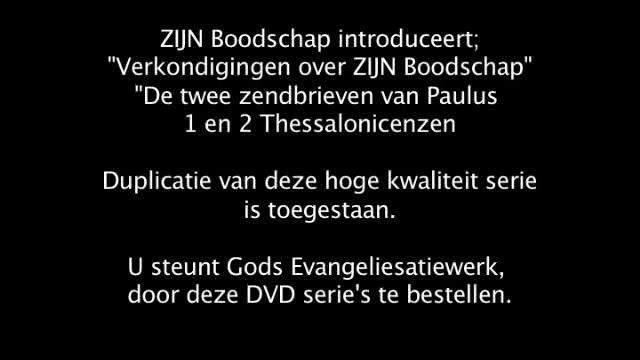 ZIJN Boodschap introduceert;
"Verkondigingen over ZIJN Boodschap"
"De twee zendbrieven van Paulus
1 en 2 Thessalonicenzen
Duplicatie van deze hoge kwaliteit serie
is toegestaan.
U steunt Gods Evangeliesatiewerk,
door deze DVD serie's te bestellen.